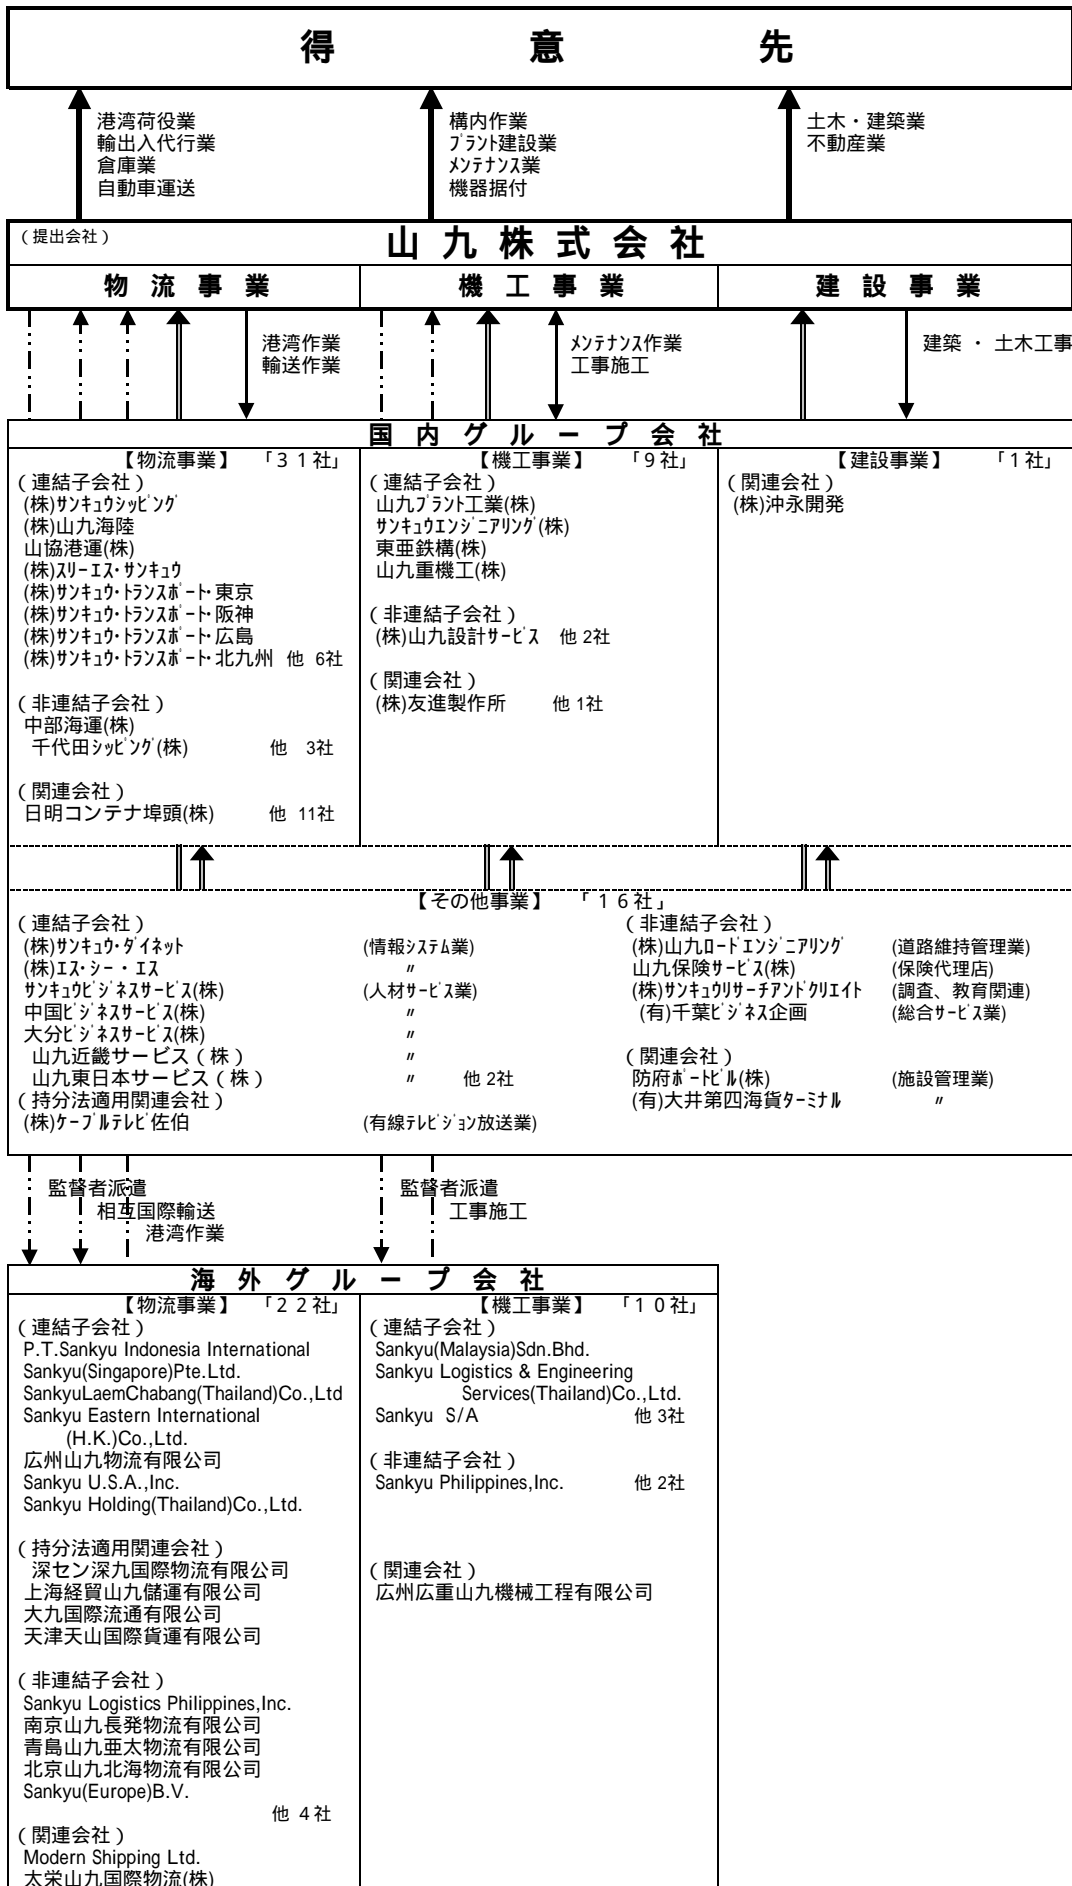 得意先
港湾荷役業
輸出入代行業
倉庫業
自動車運送
構内作業
プラント建設業
メンテナンス業
機器据付
土木・建築業
不動産業
（提出会社）
山九株式会社
物流事業
機工事業
建設事業
港湾作業
輸送作業
メンテナンス作業
工事施工
建築・土木工事
国内グループ会社
【物流事業】 「31社」
（連結子会社）
(株)サンキュウシッピング
(株)山九海陸
山協港運(株)
(株)スリーエス・サンキュウ
(株)サンキュウ・トランスポート・東京
(株)サンキュウ・トランスポート・阪神
(株)サンキュウ・トランスポート・広島
(株)サンキュウ・トランスポート・北九州 他 6社
（非連結子会社）
中部海運(株)
千代田シッピング(株) 他 3社
（関連会社）
日明コンテナ埠頭(株) 他 11社
【機工事業】 「9社」
（連結子会社）
山九プラント工業(株)
サンキュウエンジニアリング(株)
東亜鉄構(株)
山九重機工(株)
（非連結子会社）
(株)山九設計サービス 他 2社
（関連会社）
(株)友進製作所 他 1社
【建設事業】 「1社」
（関連会社）
(株)沖永開発
【その他事業】 「16社」
（連結子会社）
(株)サンキュウ・ダイネット (情報システム業)
(株)エス・シー・エス 〃
サンキュウビジネスサービス(株) (人材サービス業)
中国ビジネスサービス(株) 〃
大分ビジネスサービス(株) 〃
山九近畿サービス（株） 〃
山九東日本サービス（株） 〃 他 2社
（持分法適用関連会社）
(株)ケーブルテレビ佐伯 (有線テレビジョン放送業)
（非連結子会社）
(株)山九ロードエンジニアリング (道路維持管理業)
山九保険サービス(株) (保険代理店)
(株)サンキュウリサーチアンドクリエイト (調査、教育関連)
(有)千葉ビジネス企画 (総合サービス業)
（関連会社）
防府ポートビル(株) (施設管理業)
(有)大井第四海貨ターミナル 〃
監督者派遣
相互国際輸送
港湾作業
監督者派遣
工事施工
海外グループ会社
【物流事業】 「22社」
（連結子会社）
P.T.Sankyu Indonesia International
Sankyu(Singapore)Pte.Ltd.
SankyuLaemChabang(Thailand)Co.,Ltd
Sankyu Eastern International
(H.K.)Co.,Ltd.
広州山九物流有限公司
Sankyu U.S.A.,Inc.
Sankyu Holding(Thailand)Co.,Ltd.
（持分法適用関連会社）
深セン深九国際物流有限公司
上海経貿山九儲運有限公司
大九国際流通有限公司
天津天山国際貨運有限公司
（非連結子会社）
Sankyu Logistics Philippines,Inc.
南京山九長発物流有限公司
青島山九亜太物流有限公司
北京山九北海物流有限公司
Sankyu(Europe)B.V.
他 4社
（関連会社）
Modern Shipping Ltd.
太栄山九国際物流(株)
【機工事業】 「10社」
（連結子会社）
Sankyu(Malaysia)Sdn.Bhd.
Sankyu Logistics & Engineering
Services(Thailand)Co.,Ltd.
Sankyu S/A 他 3社
（非連結子会社）
Sankyu Philippines,Inc. 他 2社
（関連会社）
広州広重山九機械工程有限公司